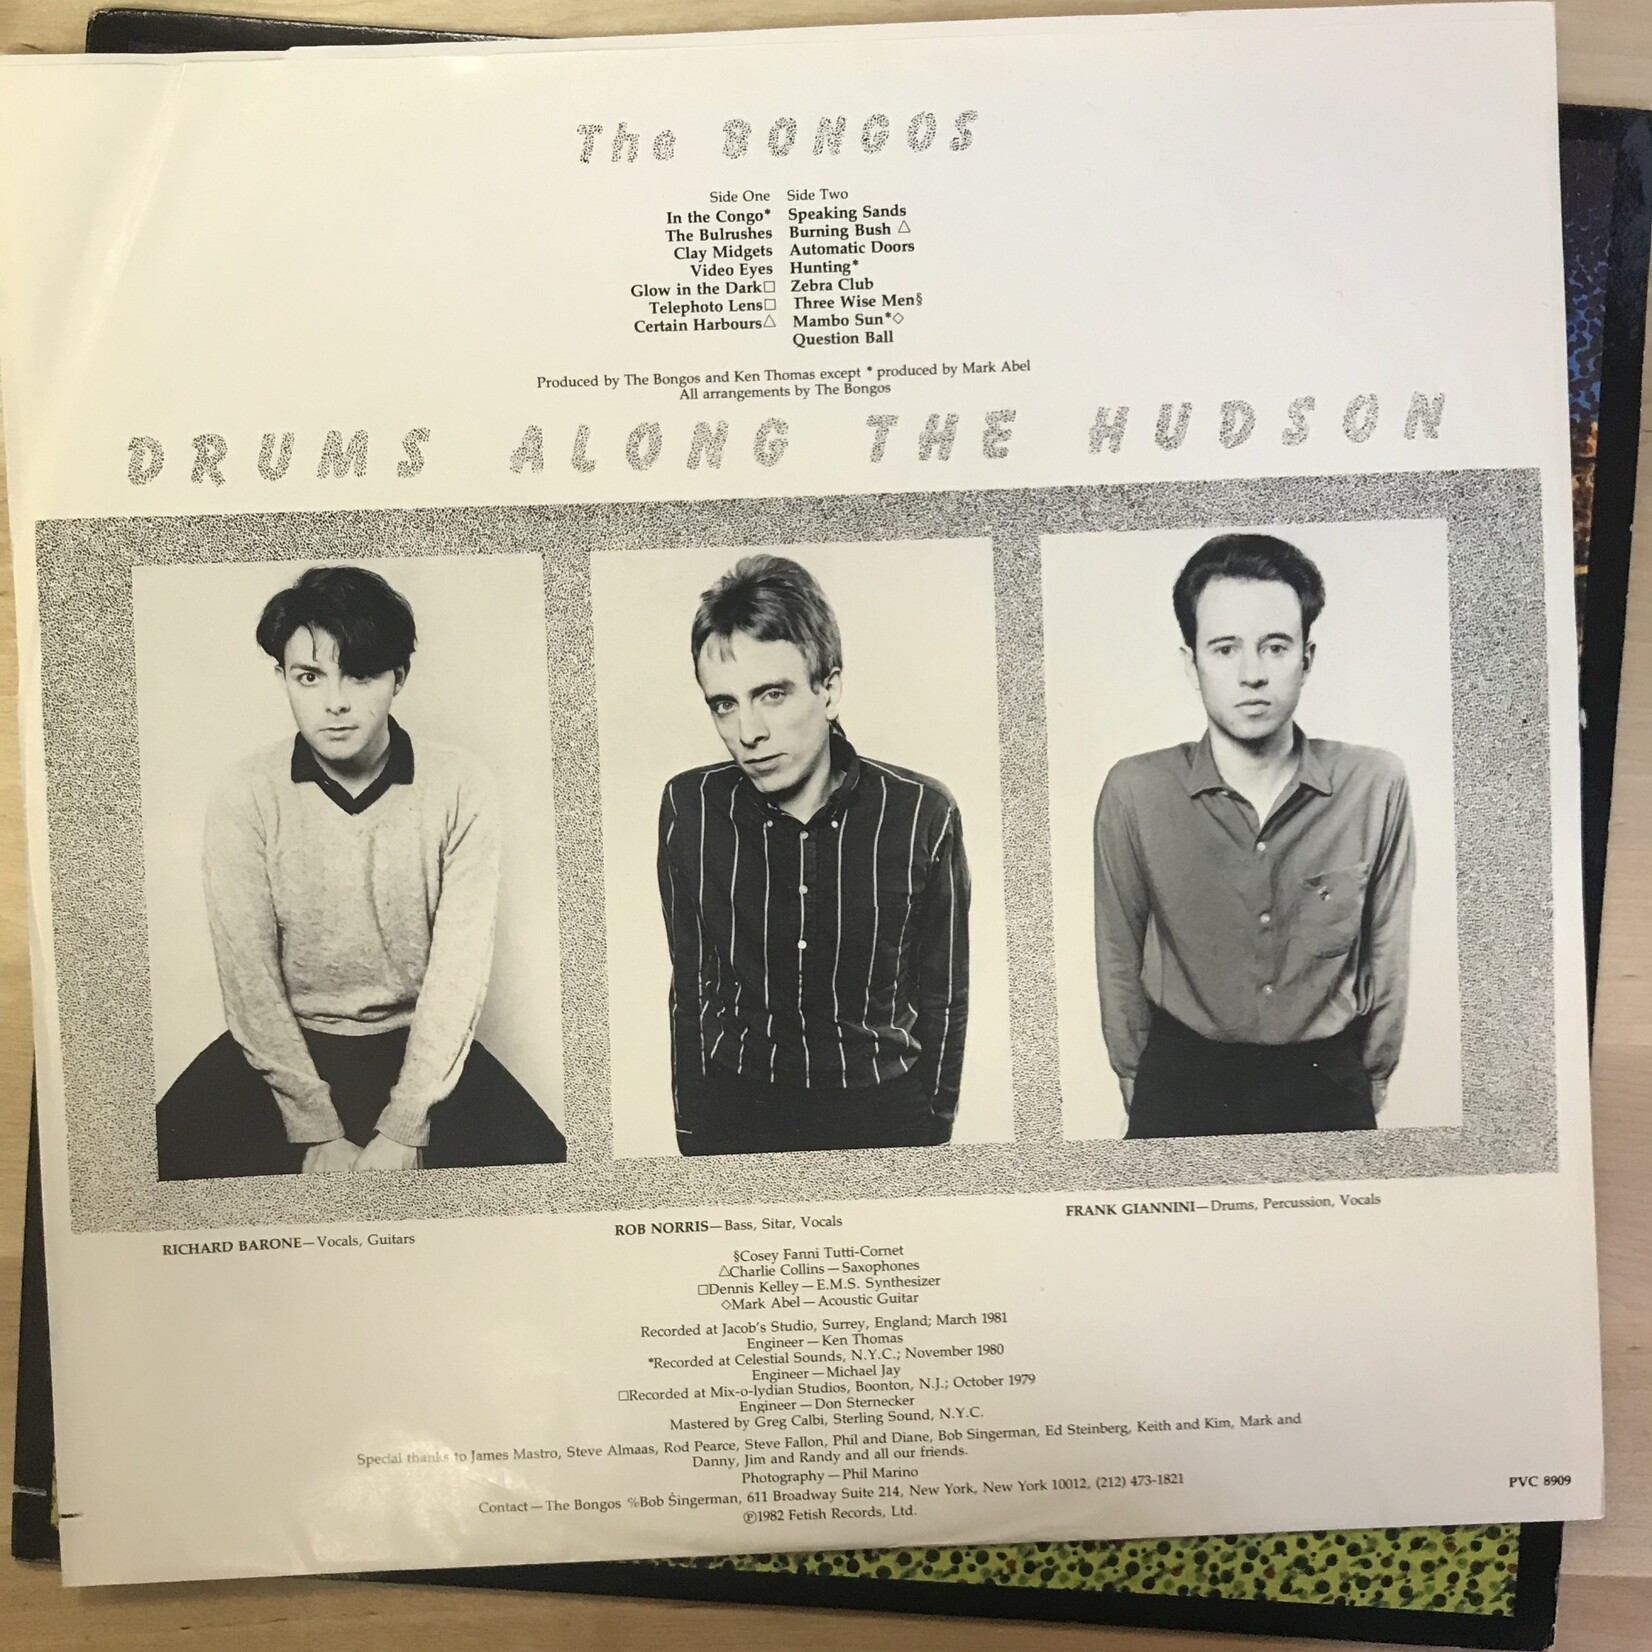 The BONGOS
Side One Side Two
In the Congo* Speaking Sands
The Bulrushes Burning Bush △
Clay Midgets Automatic Doors
Video Eyes Hunting*
Glow in the Dark□ Zebra Club
Telephoto Lens□ Three Wise Men§
Certain Harbours△ Mambo Sun*◇
Question Ball
Produced by The Bongos and Ken Thomas except * produced by Mark Abel
All arrangements by The Bongos
DRUMS ALONG THE HUDSON
RICHARD BARONE—Vocals, Guitars
ROB NORRIS—Bass, Sitar, Vocals
FRANK GIANNINI—Drums, Percussion, Vocals
§Cosey Fanni Tutti-Cornet
△Charlie Collins—Saxophones
□Dennis Kelley—E.M.S. Synthesizer
◇Mark Abel—Acoustic Guitar
Recorded at Jacob's Studio, Surrey, England; March 1981
Engineer—Ken Thomas
*Recorded at Celestial Sounds, N.Y.C.; November 1980
Engineer—Michael Jay
□Recorded at Mix-o-lydian Studios, Boonton, N.J.; October 1979
Engineer—Don Sternecker
Mastered by Greg Calbi, Sterling Sound, N.Y.C.
Special thanks to James Mastro, Steve Almaas, Rod Pearce, Steve Fallon, Phil and Diane, Bob Singerman, Ed Steinberg, Keith and Kim, Mark and
Danny, Jim and Randy and all our friends.
Photography—Phil Marino
Contact—The Bongos ℅Bob Singerman, 611 Broadway Suite 214, New York, New York 10012, (212) 473-1821
℗1982 Fetish Records, Ltd.
PVC 8909